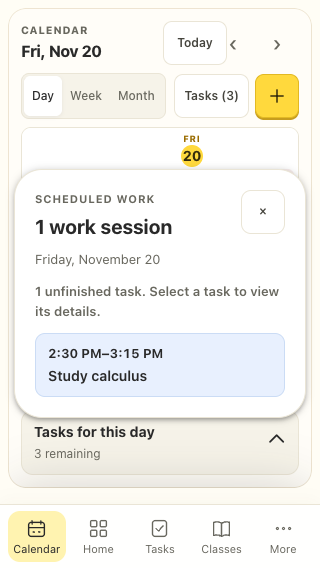 CALENDAR
Fri, Nov 20
Today
‹ ›
Day Week Month
Tasks (3)
+
FRI
20
SCHEDULED WORK
1 work session
×
Friday, November 20
1 unfinished task. Select a task to view
its details.
2:30 PM–3:15 PM
Study calculus
Tasks for this day
3 remaining
Calendar Home Tasks Classes More